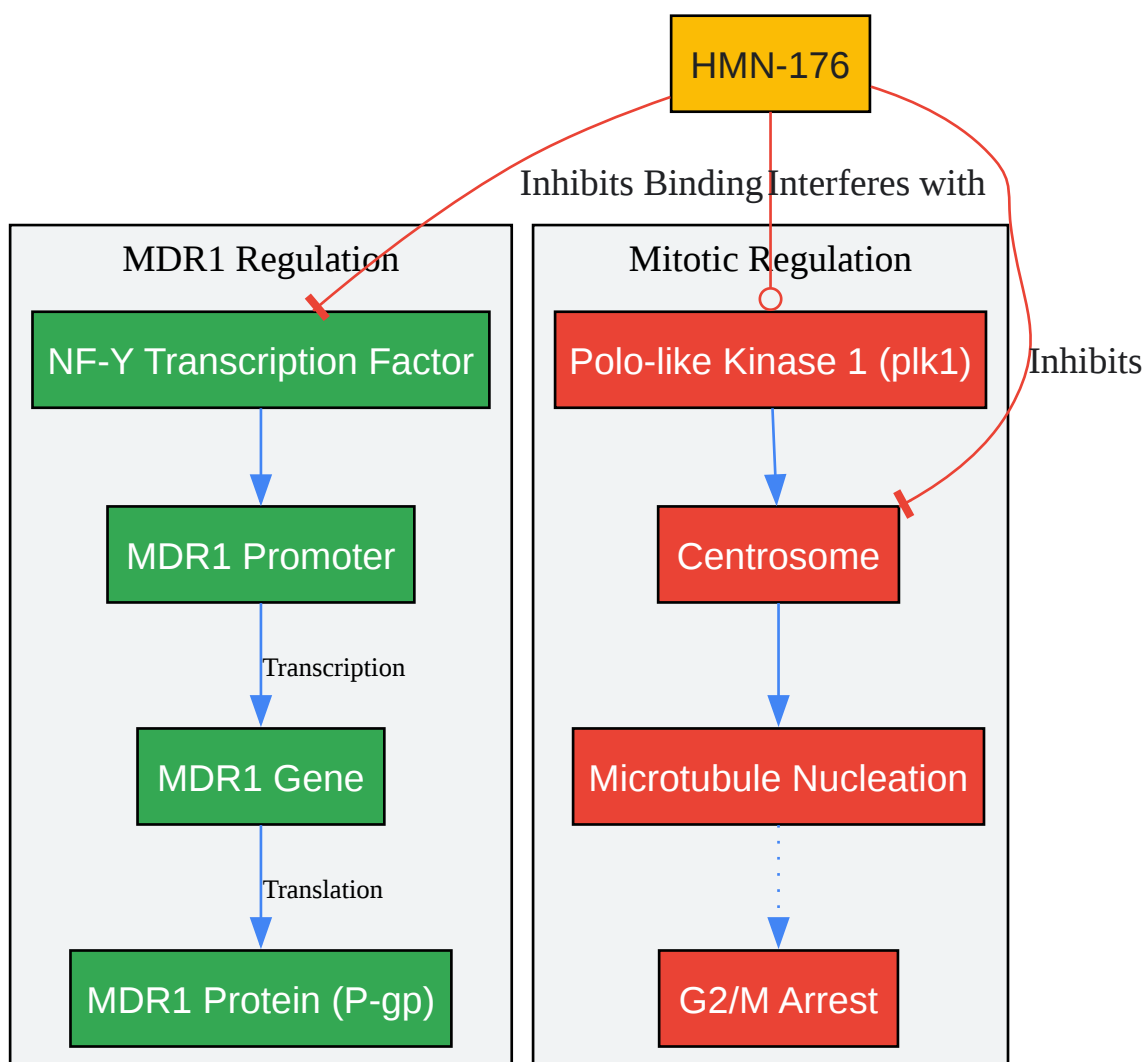 HMN-176
Inhibits Binding
Interferes with
Inhibits
MDR1 Regulation
NF-Y Transcription Factor
MDR1 Promoter
Transcription
MDR1 Gene
Translation
MDR1 Protein (P-gp)
Mitotic Regulation
Polo-like Kinase 1 (plk1)
Centrosome
Microtubule Nucleation
G2/M Arrest